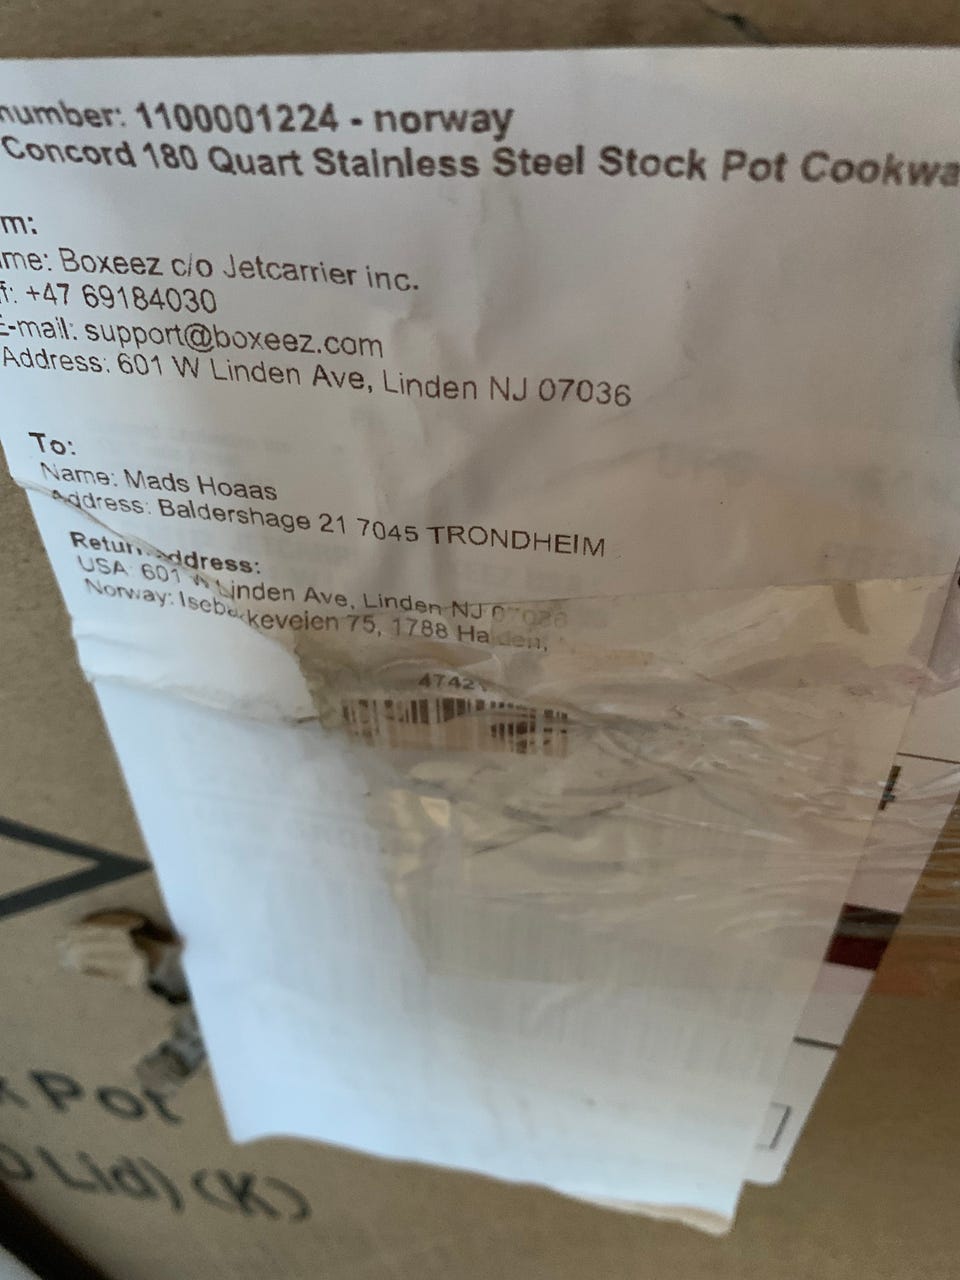 number: 1100001224 - norway
Concord 180 Quart Stainless Steel Stock Pot Cookwa
m:
me: Boxeez c/o Jetcarrier inc.
f: +47 69184030
E-mail: support@boxeez.com
Address: 601 W Linden Ave, Linden NJ 07036
To:
Name: Mads Hoaas
Address: Baldershage 21 7045 TRONDHEIM
Return address:
USA: 601 W Linden Ave, Linden NJ 07036
Norway: Isebakkeveien 75, 1788 Halden,
4742
k Pot
Lid) (K)